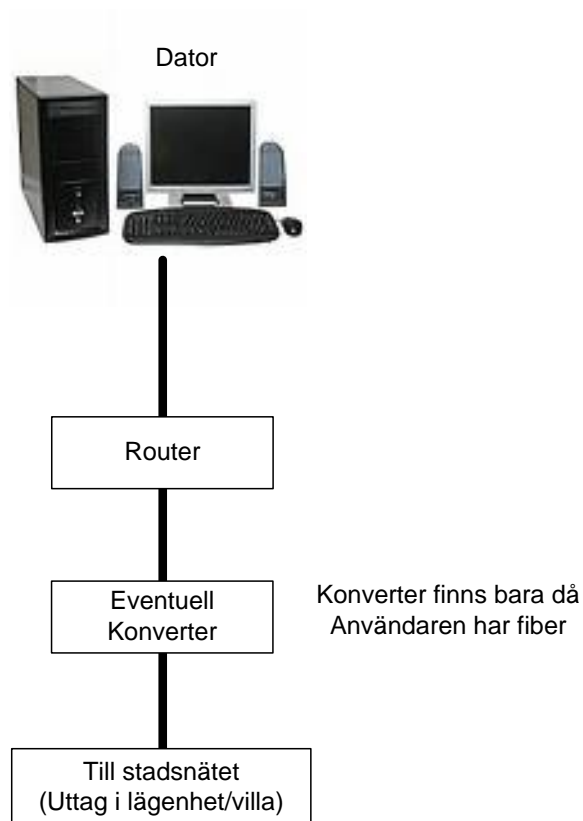 Dator
Router
Eventuell
Konverter
Konverter finns bara då
Användaren har fiber
Till stadsnätet
(Uttag i lägenhet/villa)